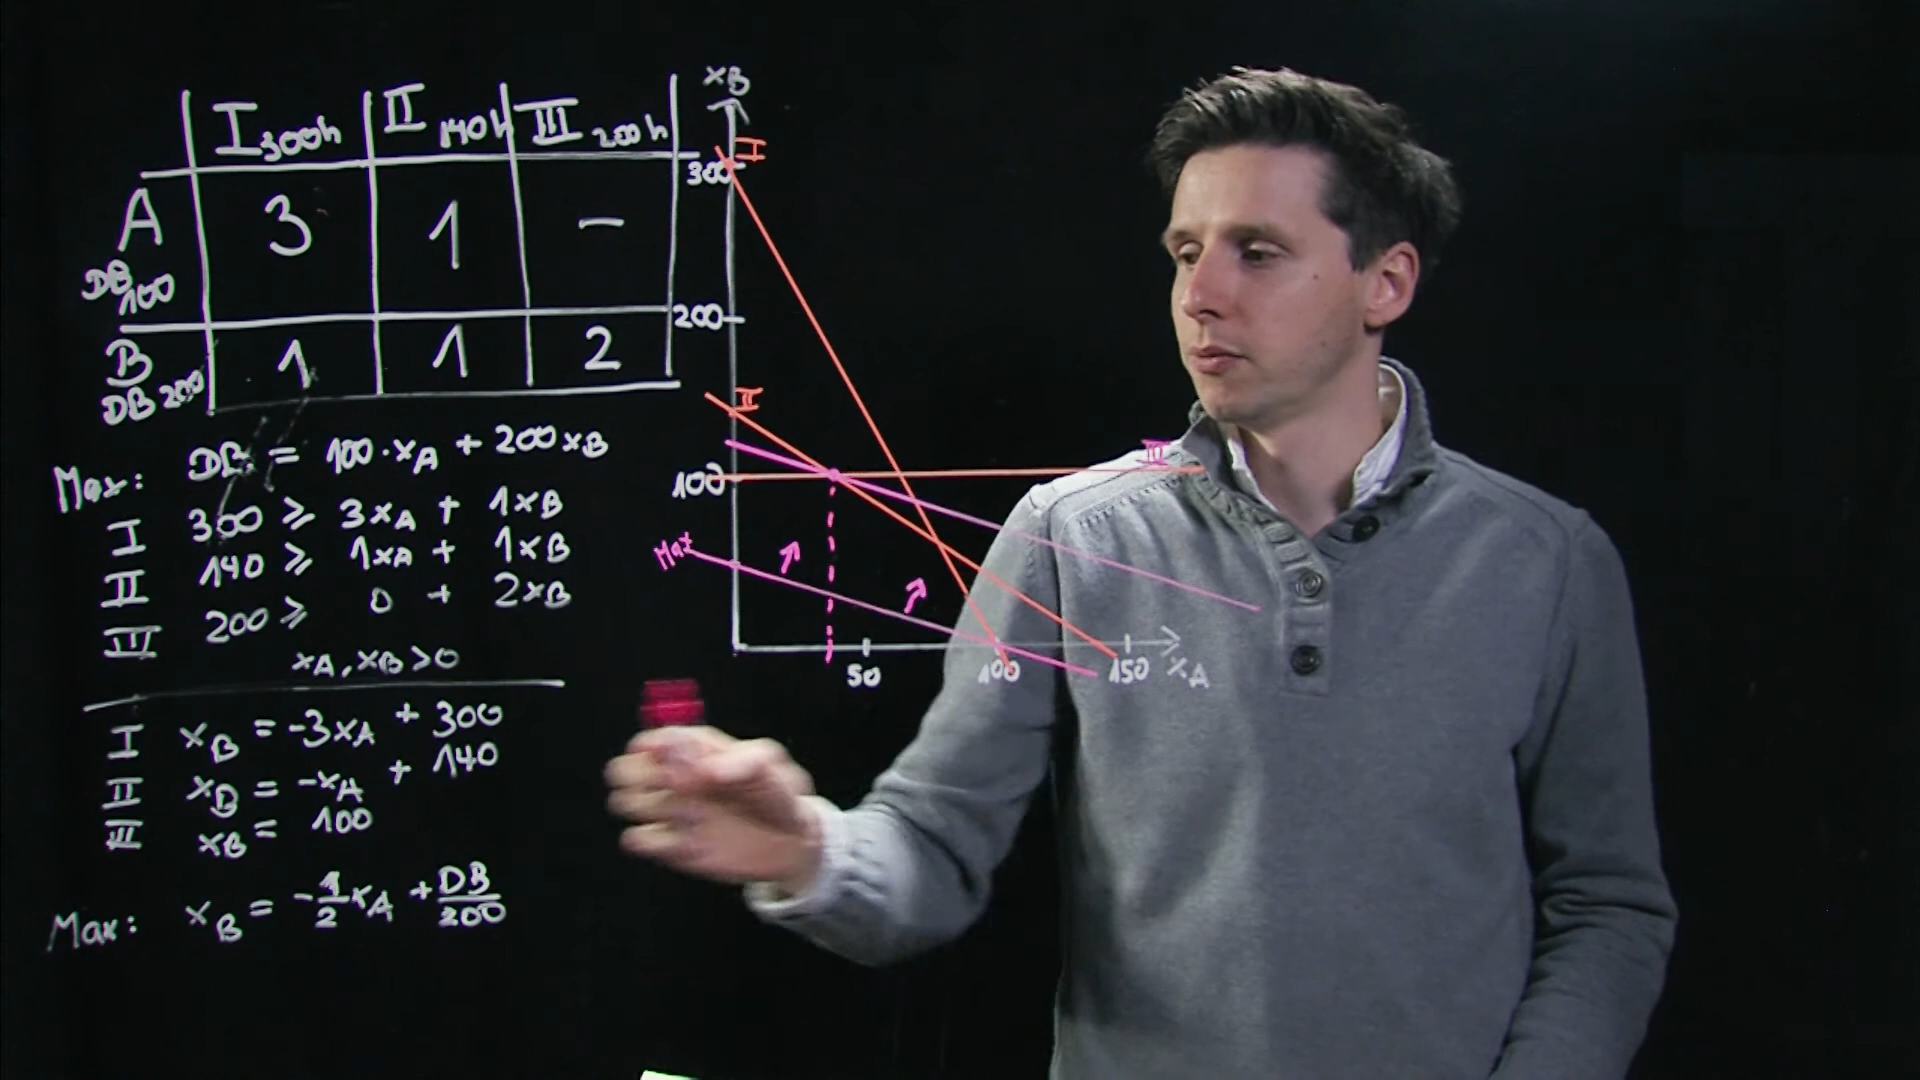 I 300h II 140h III 200h
A 3 1 –
DB 100
B 1 1 2
DB 200
Max: DB = 100·xA + 200xB
I 300 ≥ 3xA + 1xB
II 140 ≥ 1xA + 1xB
III 200 ≥ 0 + 2xB
xA, xB > 0
I xB = -3xA + 300
II xB = -xA + 140
III xB = 100
Max: xB = -1/2 xA + DB/200
xB
I
300
200
II
III
100
Max
50 100 150 xA